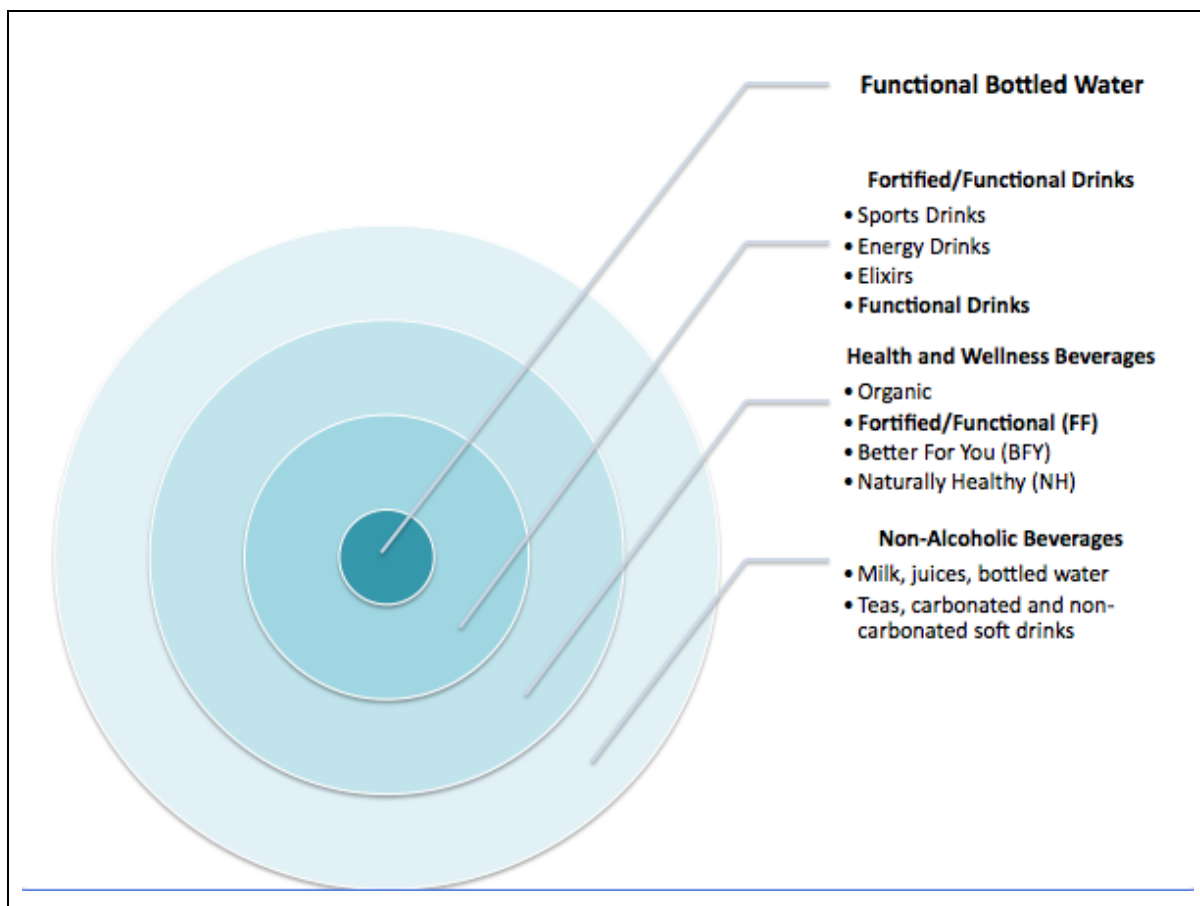 Functional Bottled Water
Fortified/Functional Drinks
• Sports Drinks
• Energy Drinks
• Elixirs
• Functional Drinks
Health and Wellness Beverages
• Organic
• Fortified/Functional (FF)
• Better For You (BFY)
• Naturally Healthy (NH)
Non-Alcoholic Beverages
• Milk, juices, bottled water
• Teas, carbonated and non-
carbonated soft drinks